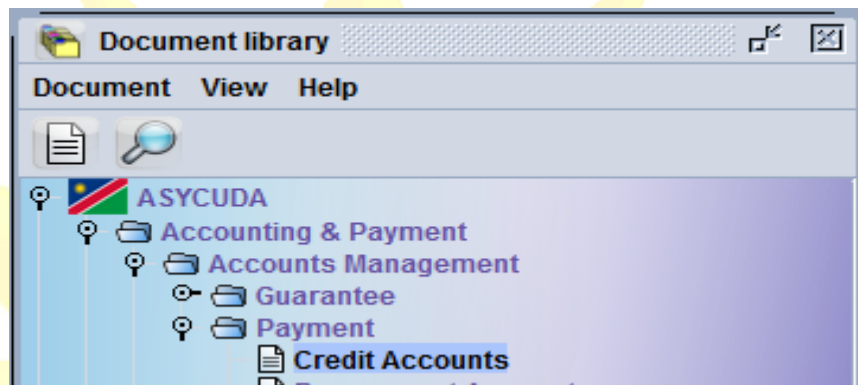 Document library
Document View Help
ASYCUDA
Accounting & Payment
Accounts Management
Guarantee
Payment
Credit Accounts